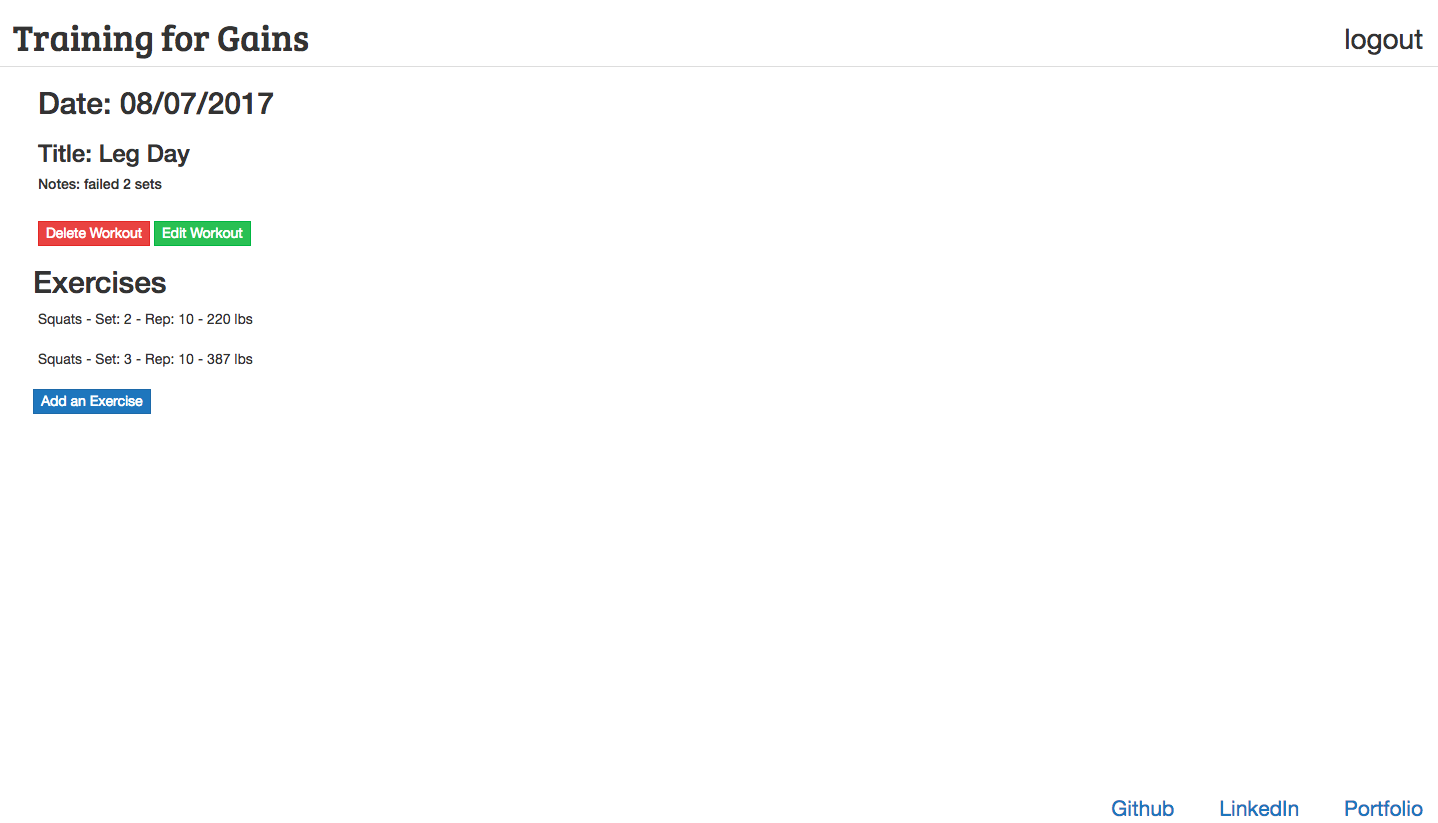 Training for Gains
logout
Date: 08/07/2017
Title: Leg Day
Notes: failed 2 sets
Delete Workout Edit Workout
Exercises
Squats - Set: 2 - Rep: 10 - 220 lbs
Squats - Set: 3 - Rep: 10 - 387 lbs
Add an Exercise
Github LinkedIn Portfolio